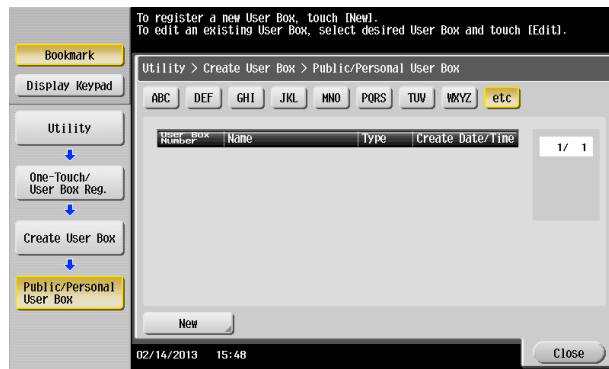 To register a new User Box, touch [New].
To edit an existing User Box, select desired User Box and touch [Edit].
Bookmark
Display Keypad
Utility
One-Touch/
User Box Reg.
Create User Box
Public/Personal
User Box
Utility > Create User Box > Public/Personal User Box
ABC DEF GHI JKL MNO PQRS TUV WXYZ etc
User Box
Number Name Type Create Date/Time
1/ 1
New
02/14/2013 15:48
Close